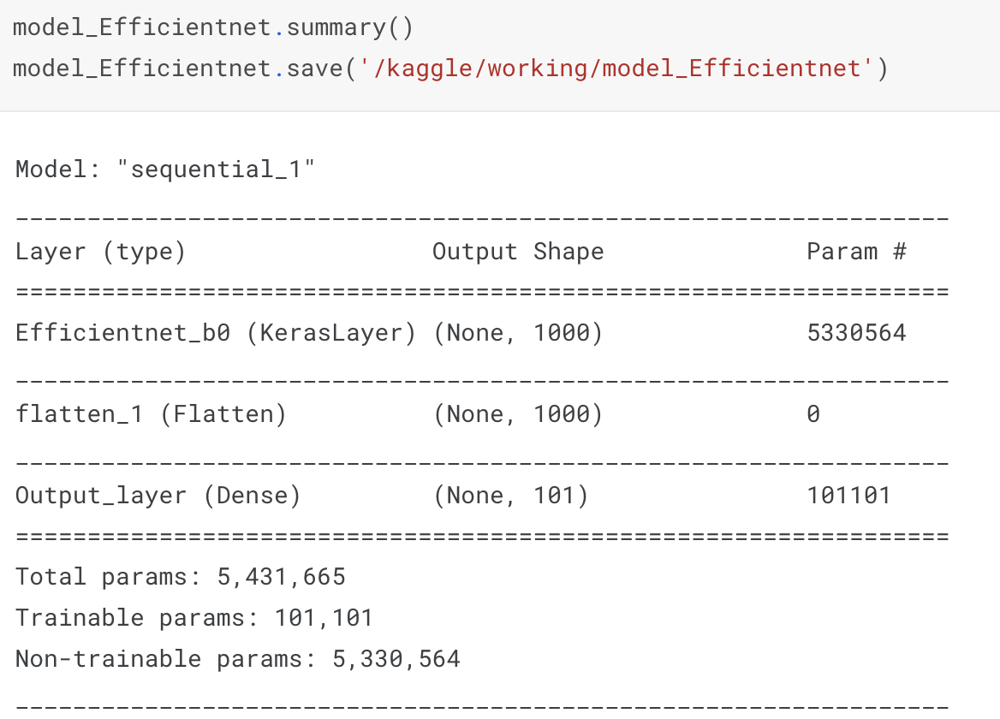 model_Efficientnet.summary()
model_Efficientnet.save('/kaggle/working/model_Efficientnet')
Model: "sequential_1"
_________________________________________________________________
Layer (type) Output Shape Param #
=================================================================
Efficientnet_b0 (KerasLayer) (None, 1000) 5330564
_________________________________________________________________
flatten_1 (Flatten) (None, 1000) 0
_________________________________________________________________
Output_layer (Dense) (None, 101) 101101
=================================================================
Total params: 5,431,665
Trainable params: 101,101
Non-trainable params: 5,330,564
_________________________________________________________________